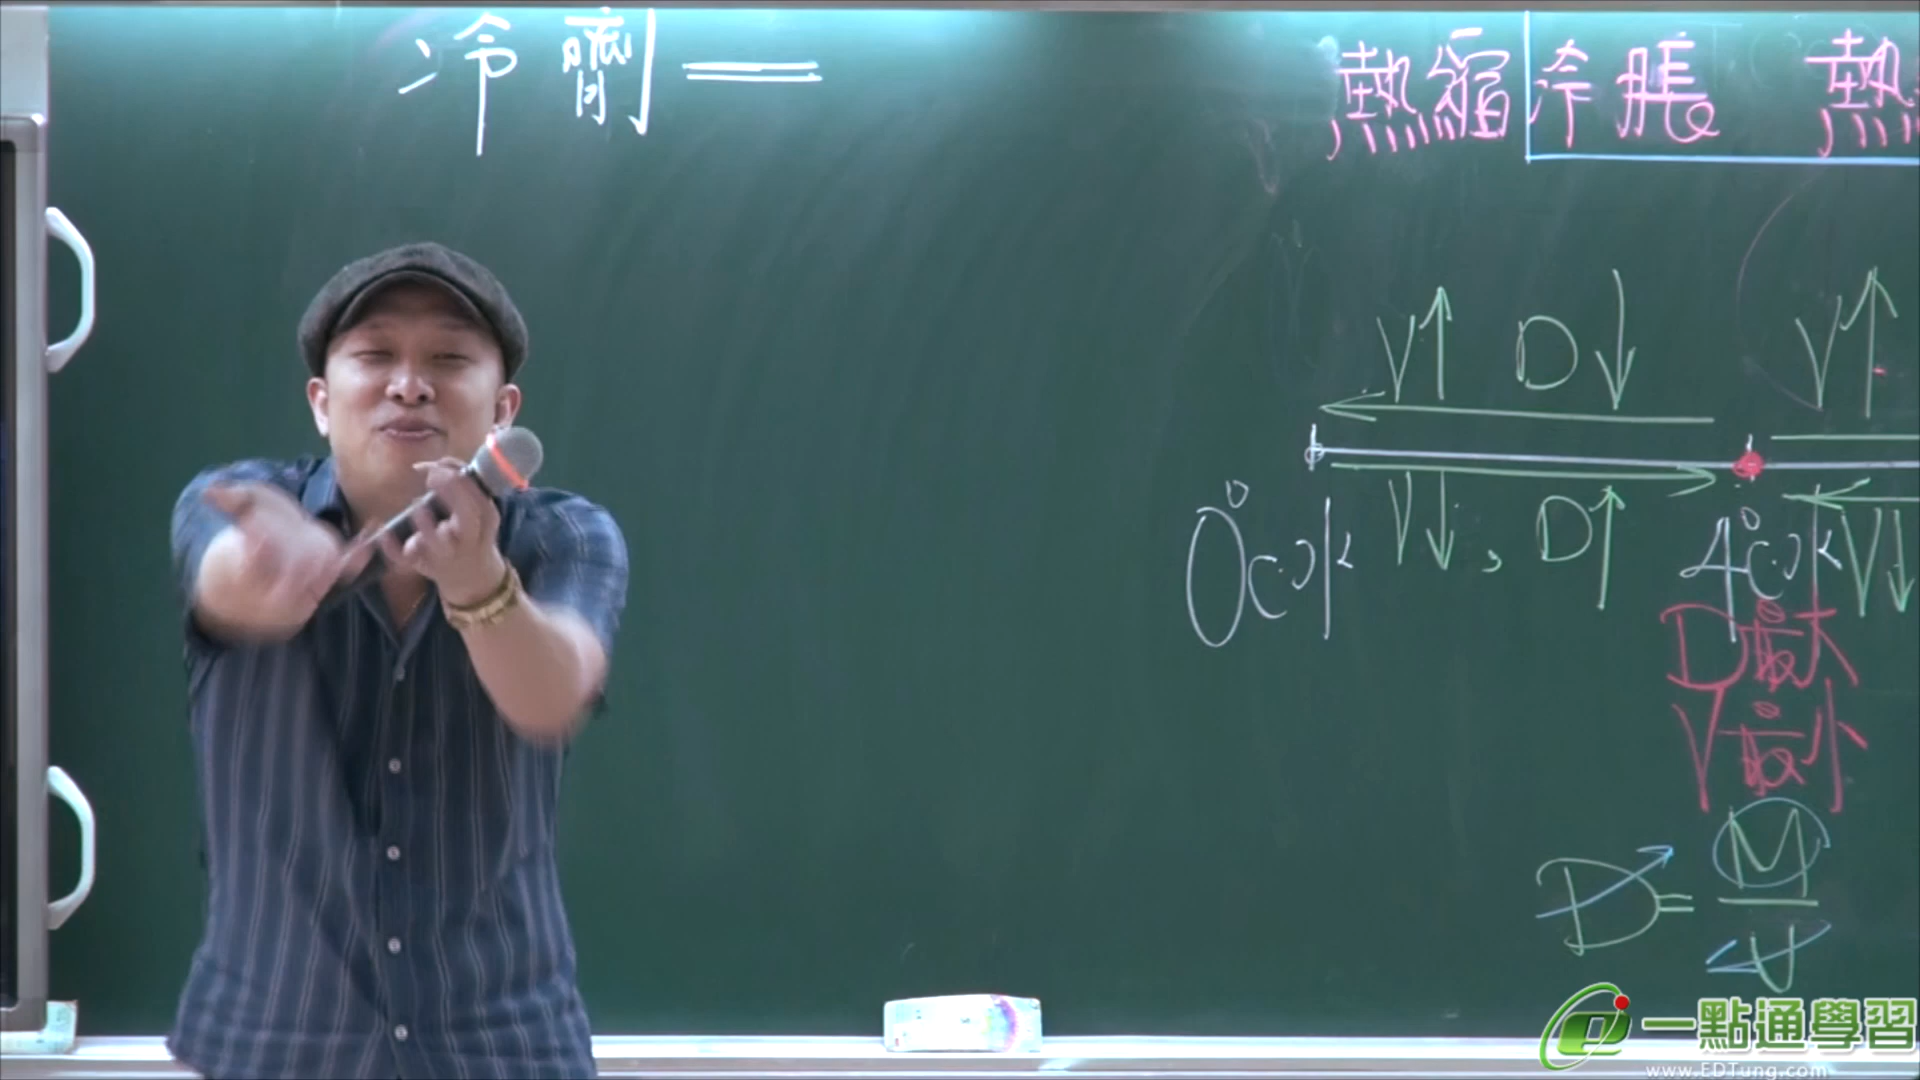 冷劑=
熱縮冷脹 熱
V↑ D↓ V↑
V↓, D↑ V↓
0°C水 4°C水
D最大
V最小
D=M/V
一點通學習
www.EDTung.com